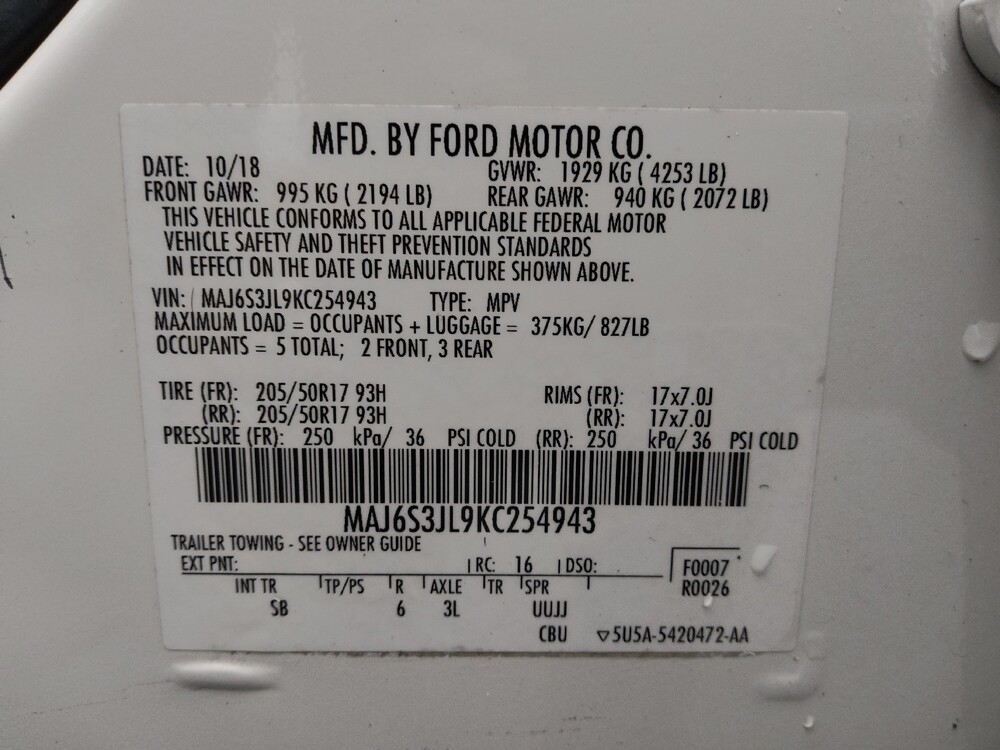 MFD. BY FORD MOTOR CO.
DATE: 10/18 GVWR: 1929 KG ( 4253 LB)
FRONT GAWR: 995 KG ( 2194 LB) REAR GAWR: 940 KG ( 2072 LB)
THIS VEHICLE CONFORMS TO ALL APPLICABLE FEDERAL MOTOR
VEHICLE SAFETY AND THEFT PREVENTION STANDARDS
IN EFFECT ON THE DATE OF MANUFACTURE SHOWN ABOVE.
VIN: MAJ6S3JL9KC254943 TYPE: MPV
MAXIMUM LOAD = OCCUPANTS + LUGGAGE = 375KG/ 827LB
OCCUPANTS = 5 TOTAL; 2 FRONT, 3 REAR
TIRE (FR): 205/50R17 93H RIMS (FR): 17x7.0J
(RR): 205/50R17 93H (RR): 17x7.0J
PRESSURE (FR): 250 kPa/ 36 PSI COLD (RR): 250 kPa/ 36 PSI COLD
MAJ6S3JL9KC254943
TRAILER TOWING - SEE OWNER GUIDE
EXT PNT: RC: 16 DSO: F0007
INT TR TP/PS R AXLE TR SPR R0026
SB 6 3L UUJJ
CBU ▽5U5A-5420472-AA